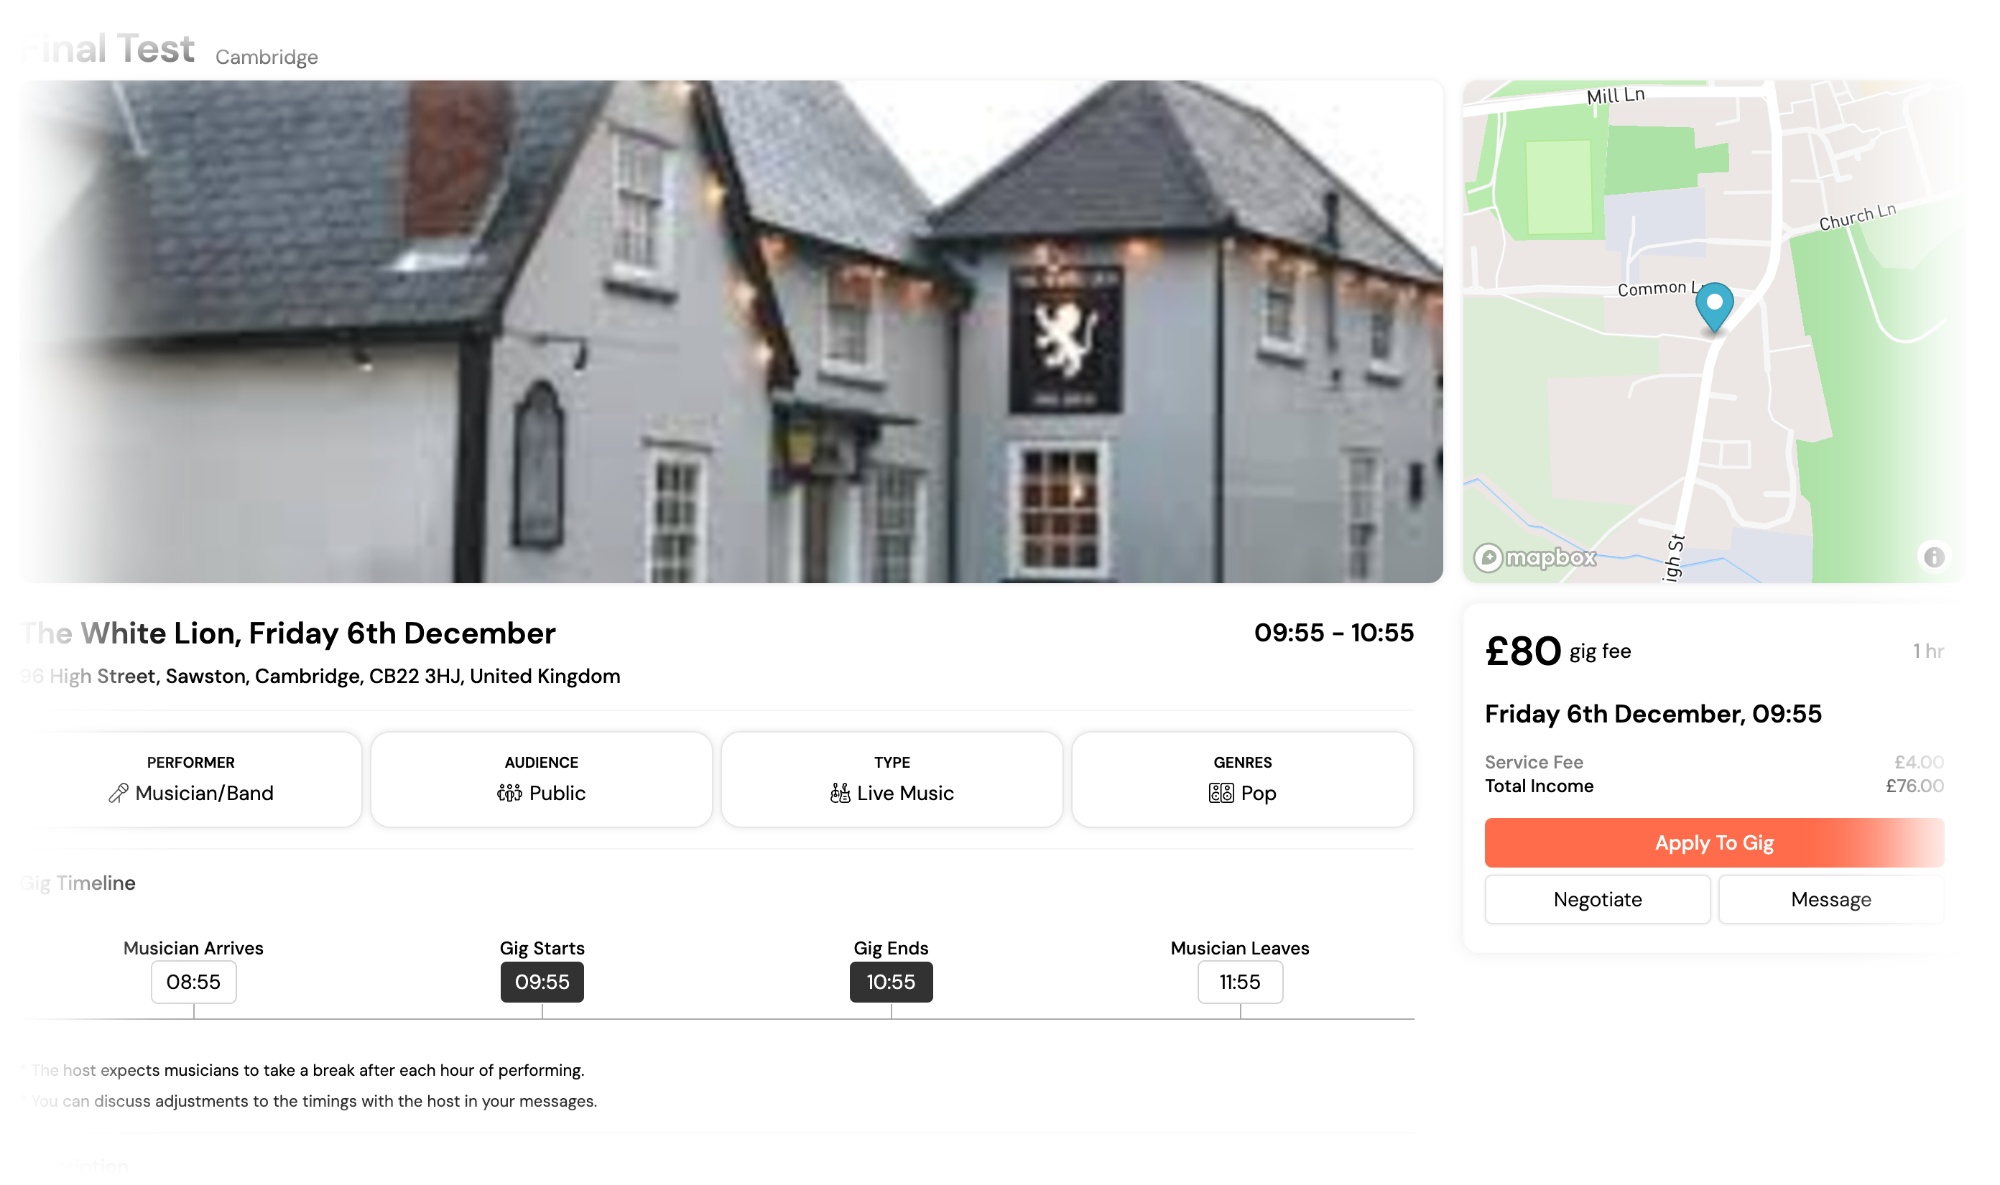 Final Test Cambridge
Mill Ln
Church Ln
Common L
igh St
mapbox
The White Lion, Friday 6th December
09:55 – 10:55
96 High Street, Sawston, Cambridge, CB22 3HJ, United Kingdom
£80 gig fee
1 hr
Friday 6th December, 09:55
Service Fee £4.00
Total Income £76.00
Apply To Gig
Negotiate
Message
PERFORMER
Musician/Band
AUDIENCE
Public
TYPE
Live Music
GENRES
Pop
Gig Timeline
Musician Arrives
08:55
Gig Starts
09:55
Gig Ends
10:55
Musician Leaves
11:55
* The host expects musicians to take a break after each hour of performing.
* You can discuss adjustments to the timings with the host in your messages.